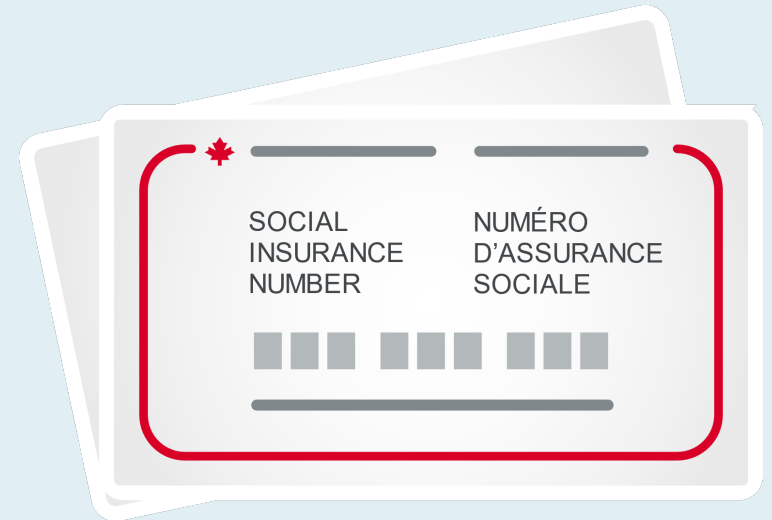 SOCIAL
INSURANCE
NUMBER
NUMÉRO
D'ASSURANCE
SOCIALE